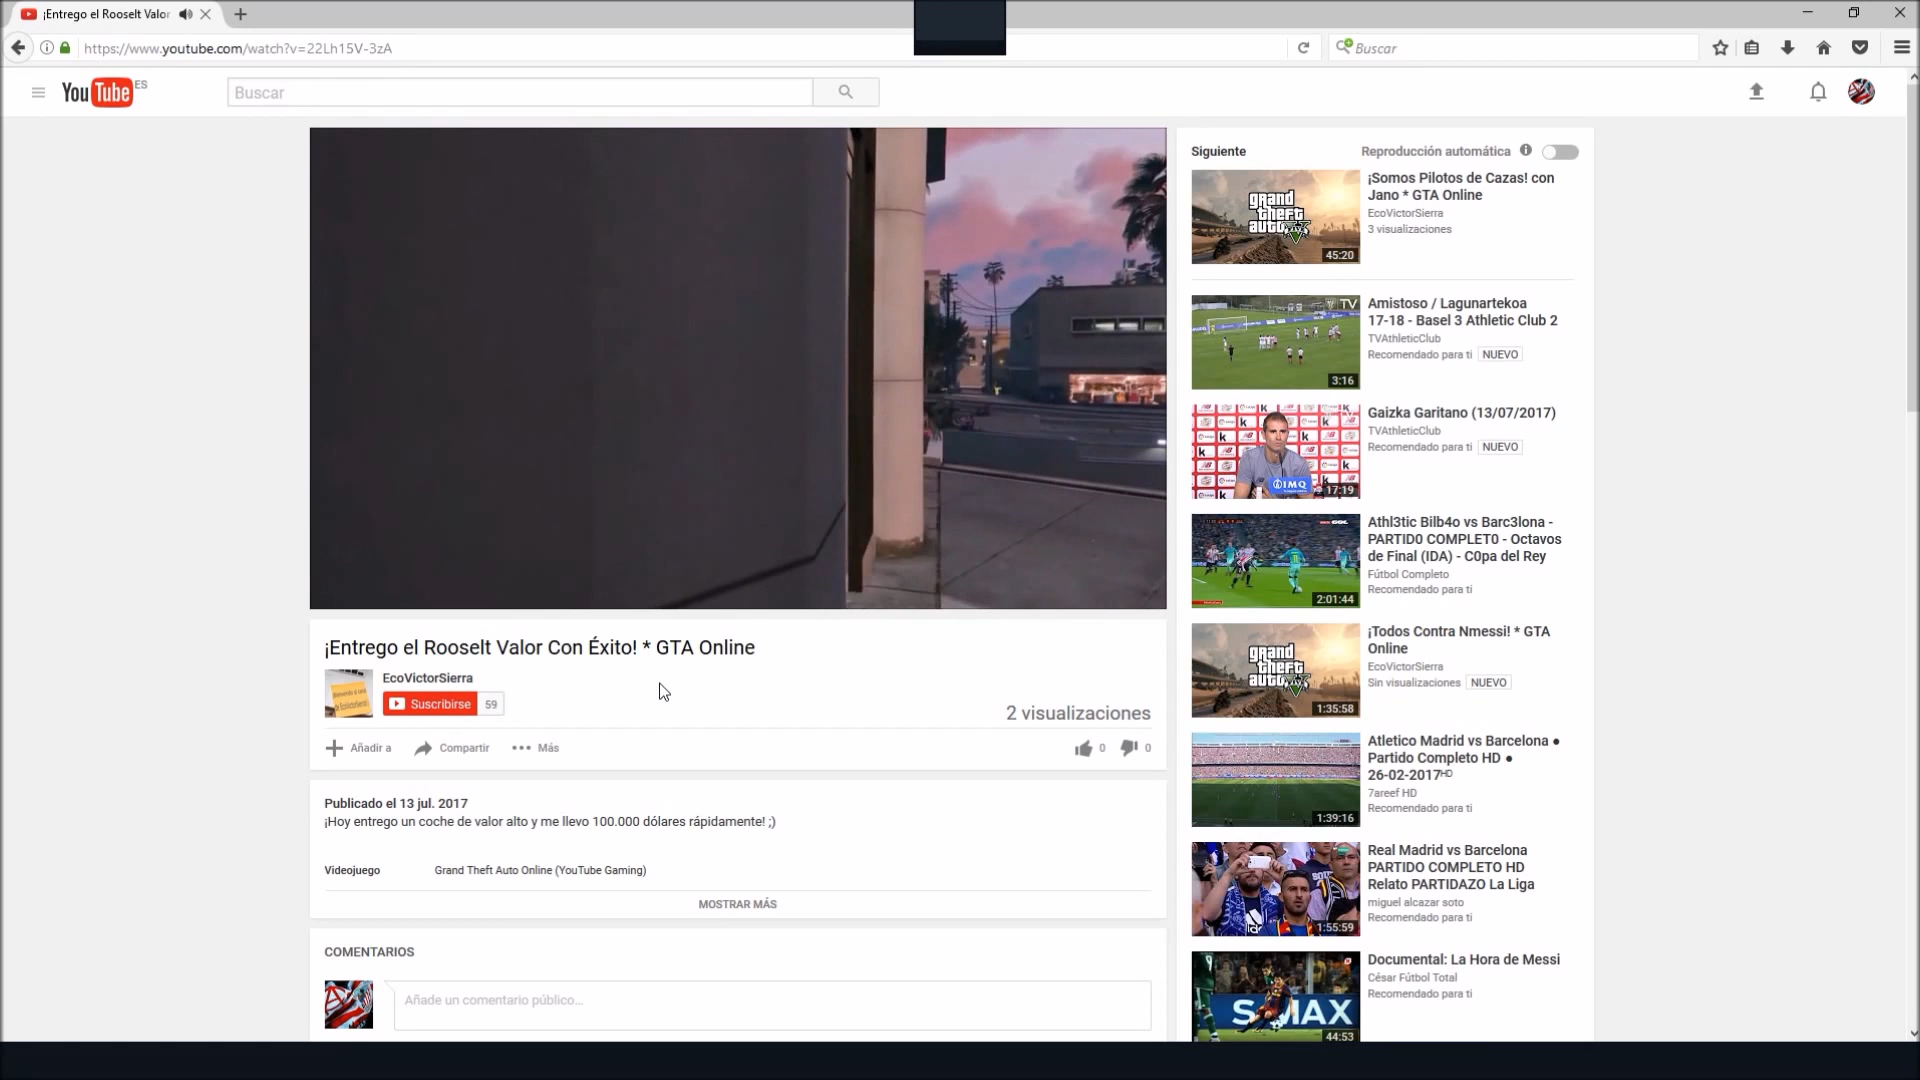 ¡Entrego el Rooselt Valor
https://www.youtube.com/watch?v=22Lh15V-3zA
Buscar
YouTube ES
Buscar
¡Entrego el Rooselt Valor Con Éxito! * GTA Online
EcoVictorSierra
Suscribirse 59
2 visualizaciones
Añadir a
Compartir
Más
0
0
Publicado el 13 jul. 2017
¡Hoy entrego un coche de valor alto y me llevo 100.000 dólares rápidamente! ;)
Videojuego
Grand Theft Auto Online (YouTube Gaming)
MOSTRAR MÁS
COMENTARIOS
Añade un comentario público...
Siguiente
Reproducción automática
grand
theft
auto
V
45:20
¡Somos Pilotos de Cazas! con
Jano * GTA Online
EcoVictorSierra
3 visualizaciones
TV
3:16
Amistoso / Lagunartekoa
17-18 - Basel 3 Athletic Club 2
TVAthleticClub
Recomendado para ti NUEVO
IMQ
17:19
Gaizka Garitano (13/07/2017)
TVAthleticClub
Recomendado para ti NUEVO
2:01:44
Athl3tic Bilb4o vs Barc3lona -
PARTID0 COMPLET0 - Octavos
de Final (IDA) - C0pa del Rey
Fútbol Completo
Recomendado para ti
grand
theft
auto
V
1:35:58
¡Todos Contra Nmessi! * GTA
Online
EcoVictorSierra
Sin visualizaciones NUEVO
1:39:16
Atletico Madrid vs Barcelona ●
Partido Completo HD ●
26-02-2017ᴴᴰ
7areef HD
Recomendado para ti
1:55:59
Real Madrid vs Barcelona
PARTIDO COMPLETO HD
Relato PARTIDAZO La Liga
miguel alcazar soto
Recomendado para ti
44:53
Documental: La Hora de Messi
César Fútbol Total
Recomendado para ti